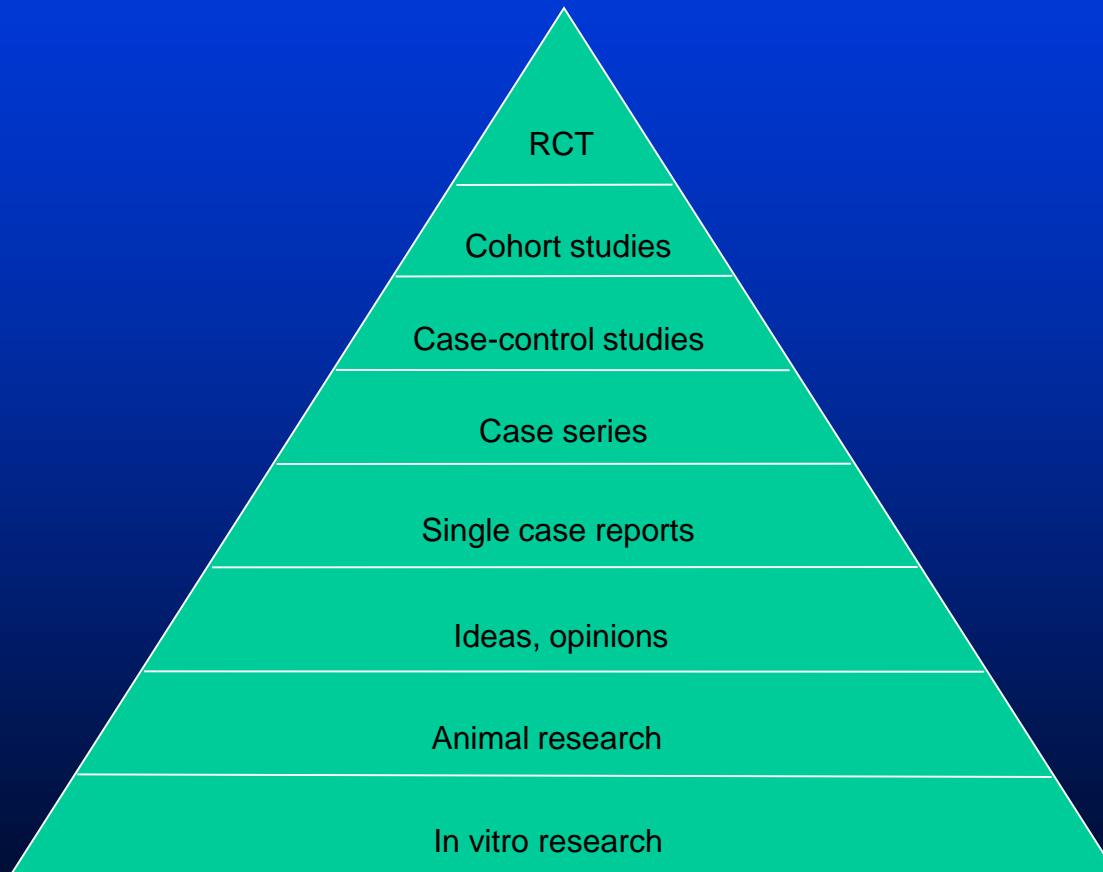 RCT
Cohort studies
Case-control studies
Case series
Single case reports
Ideas, opinions
Animal research
In vitro research